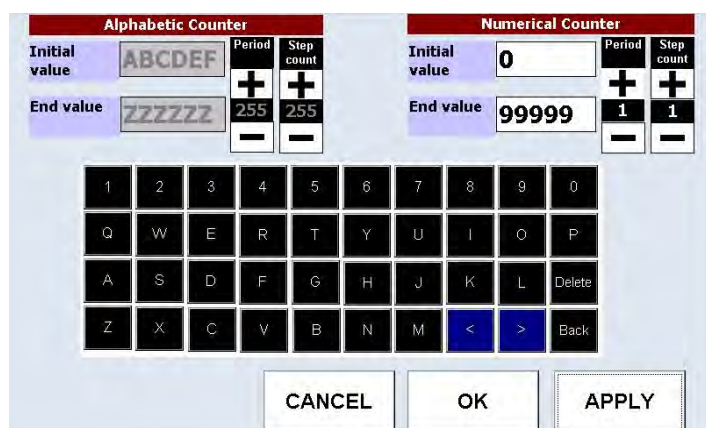 Alphabetic Counter
Initial value
ABCDEF
Period
Step count
End value
ZZZZZZ
255
255
Numerical Counter
Initial value
0
Period
Step count
End value
99999
1
1
1 2 3 4 5 6 7 8 9 0
Q W E R T Y U I O P
A S D F G H J K L Delete
Z X C V B N M < > Back
CANCEL OK APPLY